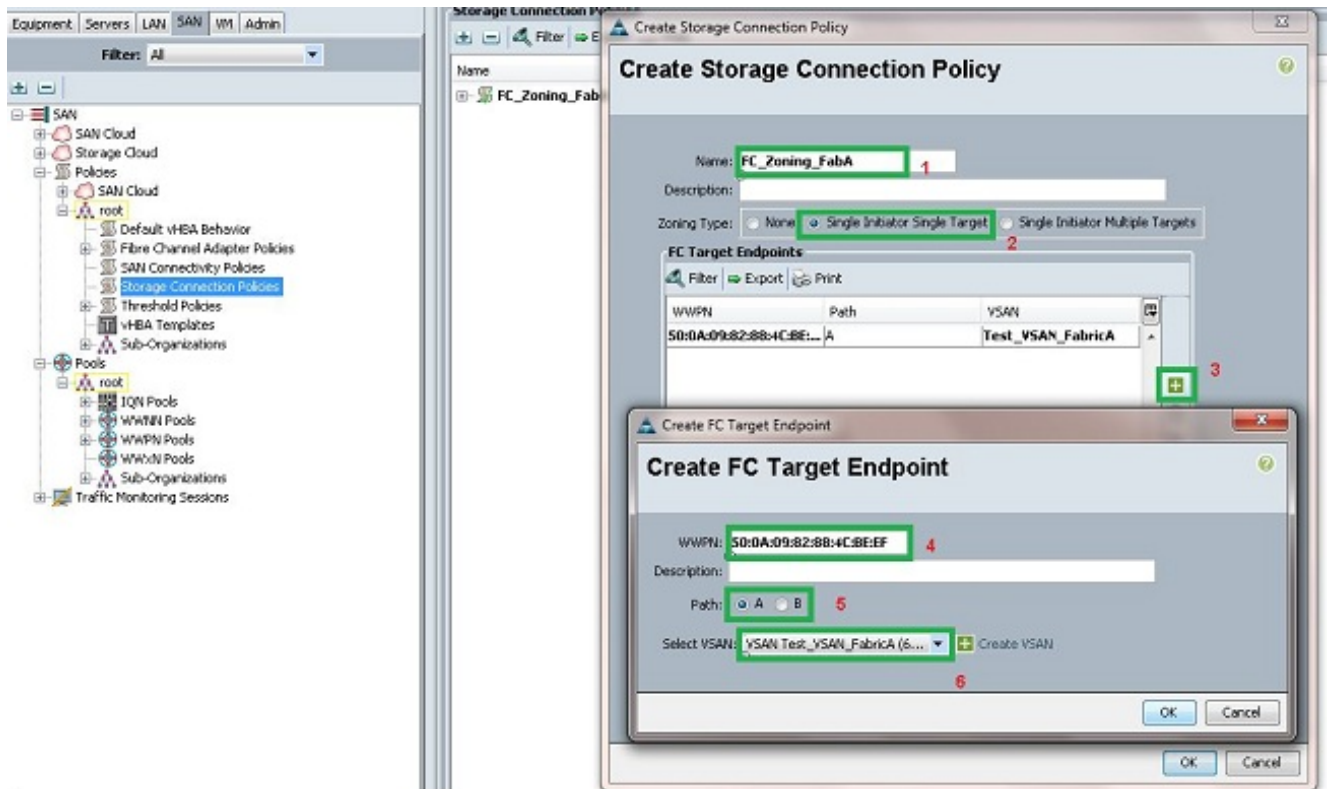 Equipment Servers LAN SAN VM Admin
Filter: All
SAN
SAN Cloud
Storage Cloud
Policies
SAN Cloud
root
Default vHBA Behavior
Fibre Channel Adapter Policies
SAN Connectivity Policies
Storage Connection Policies
Threshold Policies
vHBA Templates
Sub-Organizations
Pools
root
IQN Pools
WWNN Pools
WWPN Pools
WWxN Pools
Sub-Organizations
Traffic Monitoring Sessions
Storage Connection Policies
Filter E
Name
FC_Zoning_Fab
Create Storage Connection Policy
Create Storage Connection Policy
Name: FC_Zoning_FabA 1
Description:
Zoning Type: None Single Initiator Single Target Single Initiator Multiple Targets
2
FC Target Endpoints
Filter Export Print
WWPN Path VSAN
50:0A:09:82:88:4C:BE:... A Test_VSAN_FabricA
3
Create FC Target Endpoint
Create FC Target Endpoint
WWPN: 50:0A:09:82:88:4C:BE:EF 4
Description:
Path: A B 5
Select VSAN: VSAN Test_VSAN_FabricA (6... Create VSAN
6
OK Cancel
OK Cancel